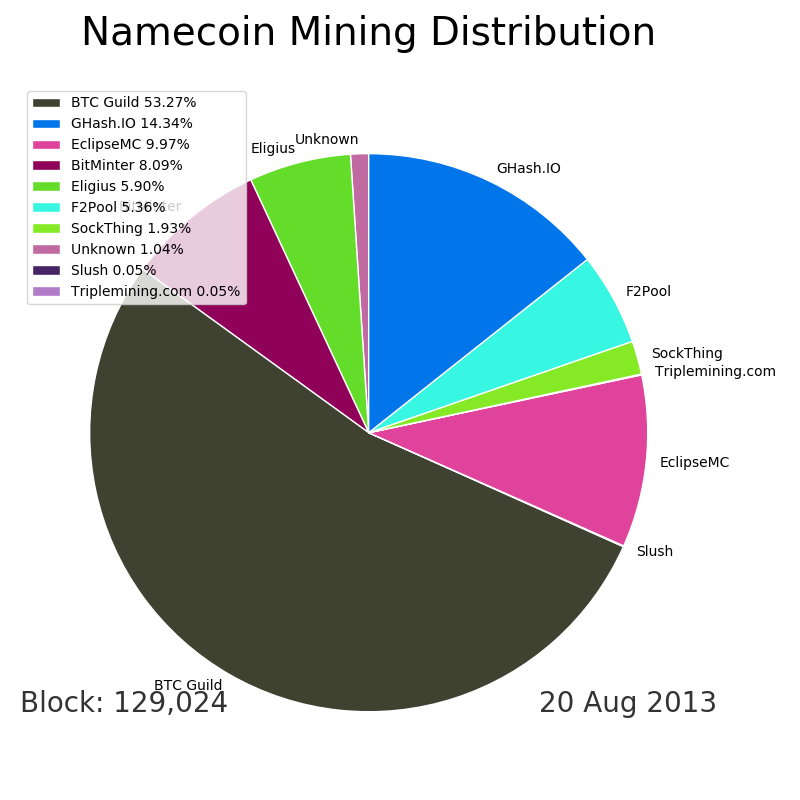 Namecoin Mining Distribution
BTC Guild 53.27%
GHash.IO 14.34%
EclipseMC 9.97%
BitMinter 8.09%
Eligius 5.90%
F2Pool 5.36%
SockThing 1.93%
Unknown 1.04%
Slush 0.05%
Triplemining.com 0.05%
Unknown
Eligius
GHash.IO
BitMinter
F2Pool
SockThing
Triplemining.com
EclipseMC
Slush
BTC Guild
Block: 129,024
20 Aug 2013